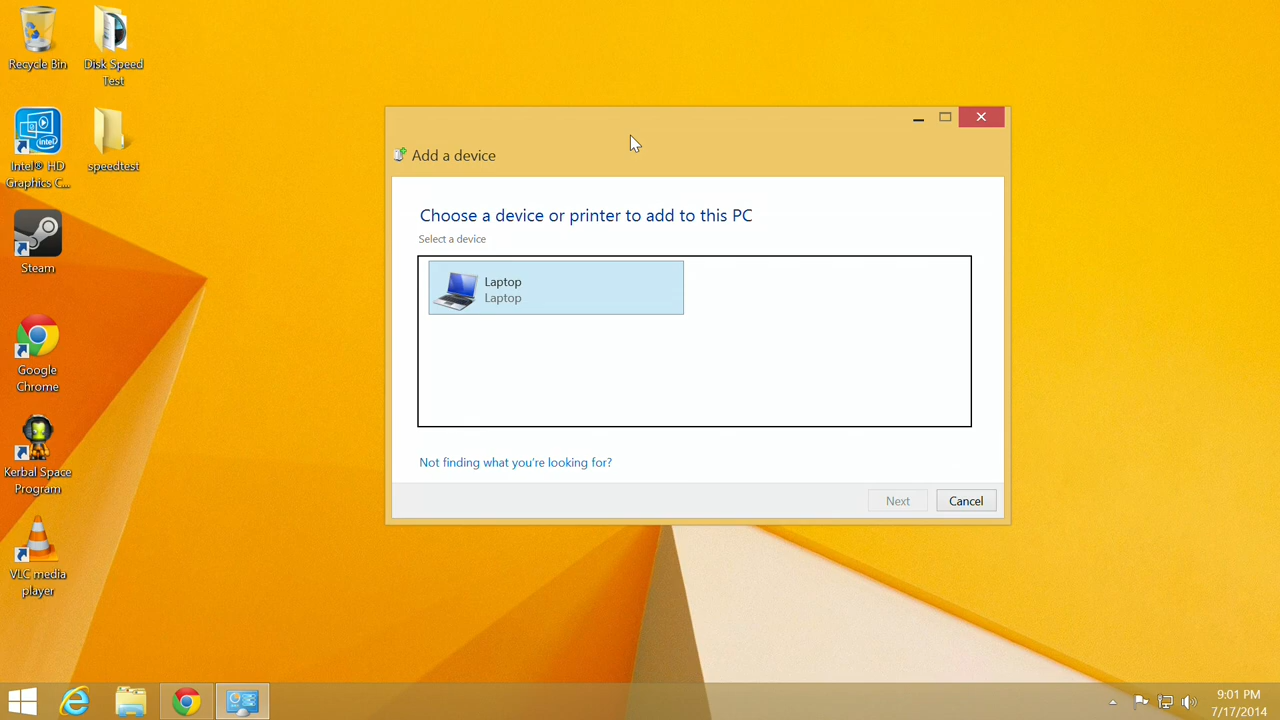 Recycle Bin
Disk Speed
Test
Intel® HD
Graphics C...
speedtest
Steam
Google
Chrome
Kerbal Space
Program
VLC media
player
Add a device
Choose a device or printer to add to this PC
Select a device
Laptop
Laptop
Not finding what you're looking for?
Next
Cancel
9:01 PM
7/17/2014